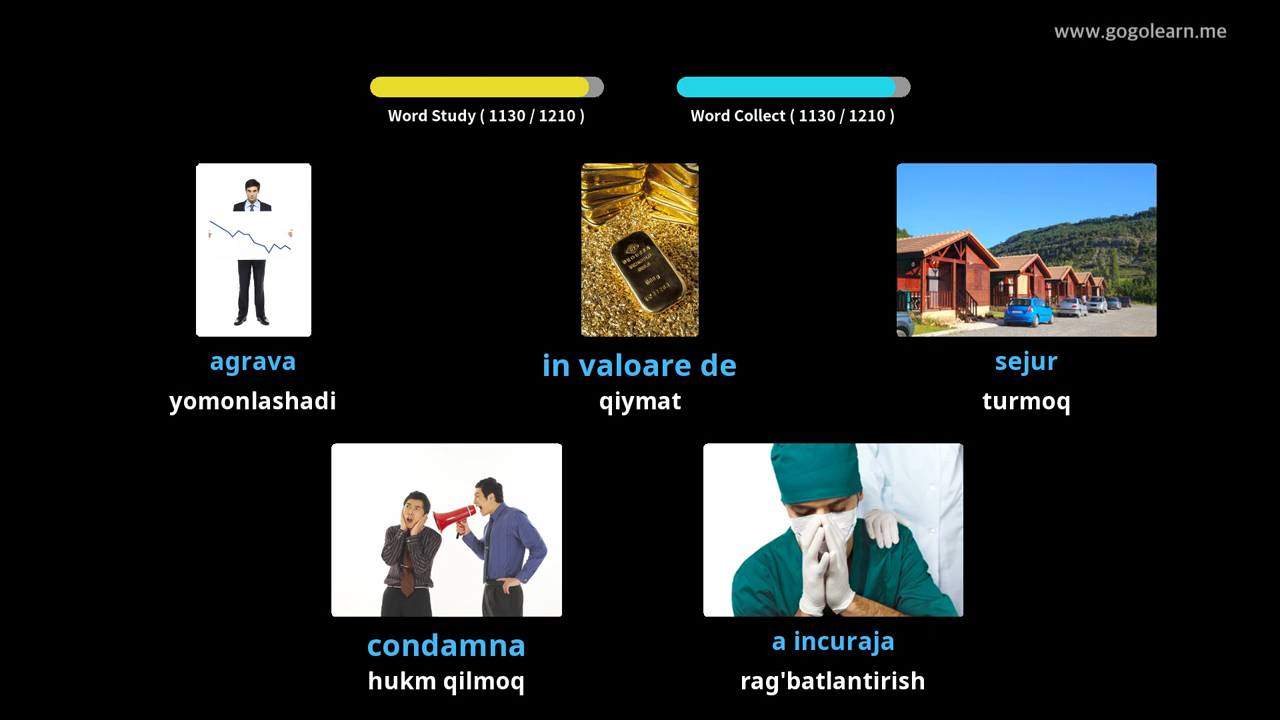 www.gogolearn.me
Word Study ( 1130 / 1210 )
Word Collect ( 1130 / 1210 )
agrava
yomonlashadi
in valoare de
qiymat
sejur
turmoq
condamna
hukm qilmoq
a incuraja
rag'batlantirish